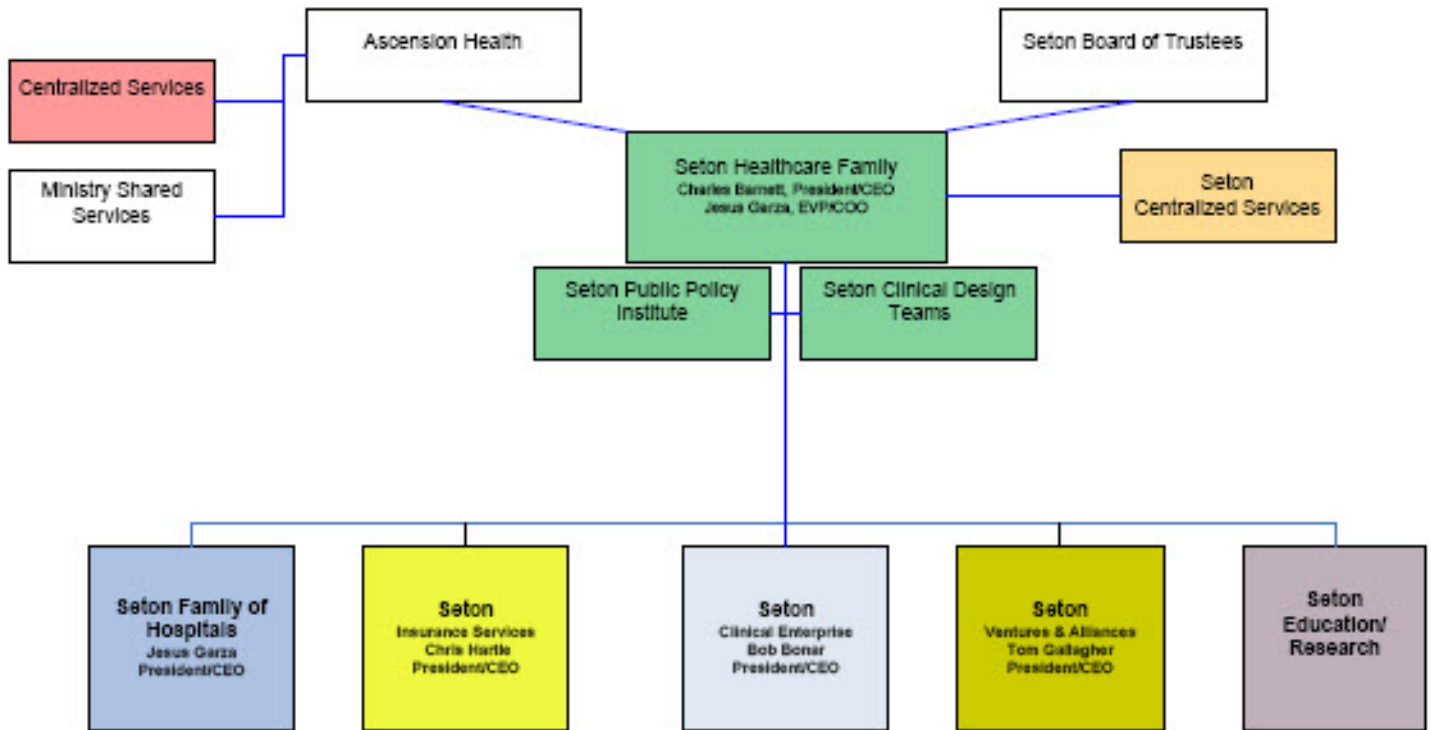 Ascension Health
Seton Board of Trustees
Centralized Services
Ministry Shared
Services
Seton Healthcare Family
Charles Barnett, President/CEO
Jesus Garza, EVP/COO
Seton
Centralized Services
Seton Public Policy
Institute
Seton Clinical Design
Teams
Seton Family of
Hospitals
Jesus Garza
President/CEO
Seton
Insurance Services
Chris Hartle
President/CEO
Seton
Clinical Enterprise
Bob Bonar
President/CEO
Seton
Ventures & Alliances
Tom Gallagher
President/CEO
Seton
Education/
Research